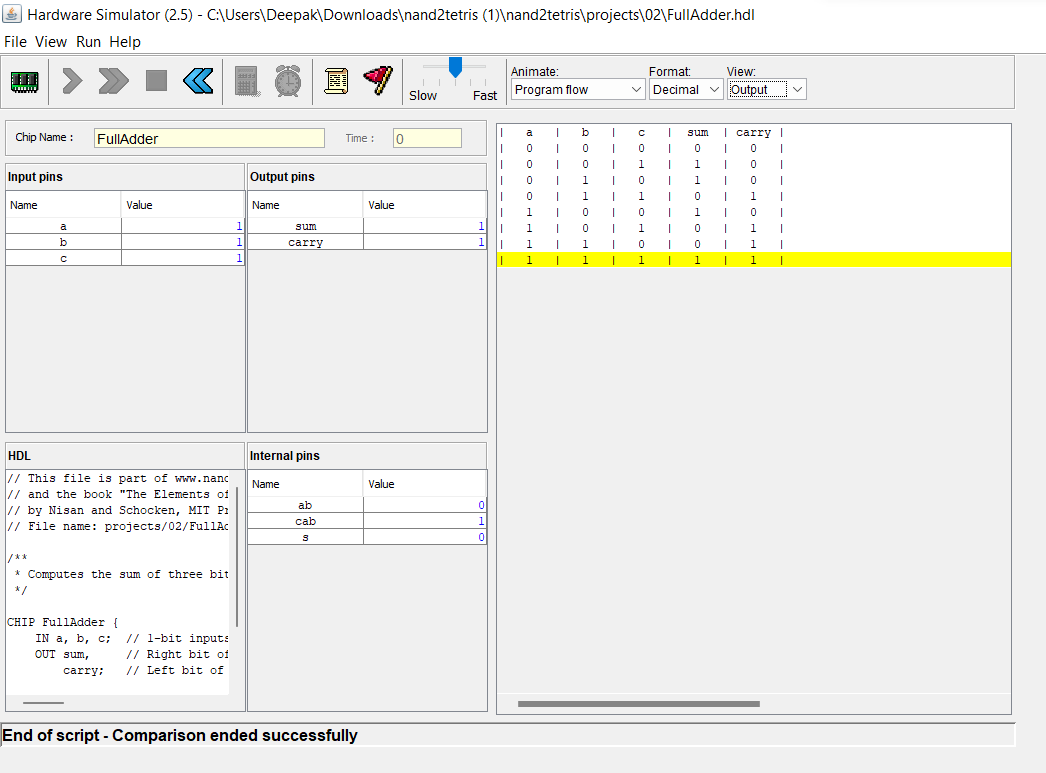 Hardware Simulator (2.5) - C:\Users\Deepak\Downloads\nand2tetris (1)\nand2tetris\projects\02\FullAdder.hdl
File View Run Help
Slow Fast
Animate: Format: View:
Program flow Decimal Output
Chip Name : FullAdder Time : 0
Input pins
Name Value
a 1
b 1
c 1
Output pins
Name Value
sum 1
carry 1
HDL
// This file is part of www.nand
// and the book "The Elements of
// by Nisan and Schocken, MIT Pr
// File name: projects/02/FullAd
/**
* Computes the sum of three bit
*/
CHIP FullAdder {
IN a, b, c; // 1-bit inputs
OUT sum, // Right bit of
carry; // Left bit of
Internal pins
Name Value
ab 0
cab 1
s 0
| a | b | c | sum | carry |
| 0 | 0 | 0 | 0 | 0 |
| 0 | 0 | 1 | 1 | 0 |
| 0 | 1 | 0 | 1 | 0 |
| 0 | 1 | 1 | 0 | 1 |
| 1 | 0 | 0 | 1 | 0 |
| 1 | 0 | 1 | 0 | 1 |
| 1 | 1 | 0 | 0 | 1 |
| 1 | 1 | 1 | 1 | 1 |
End of script - Comparison ended successfully